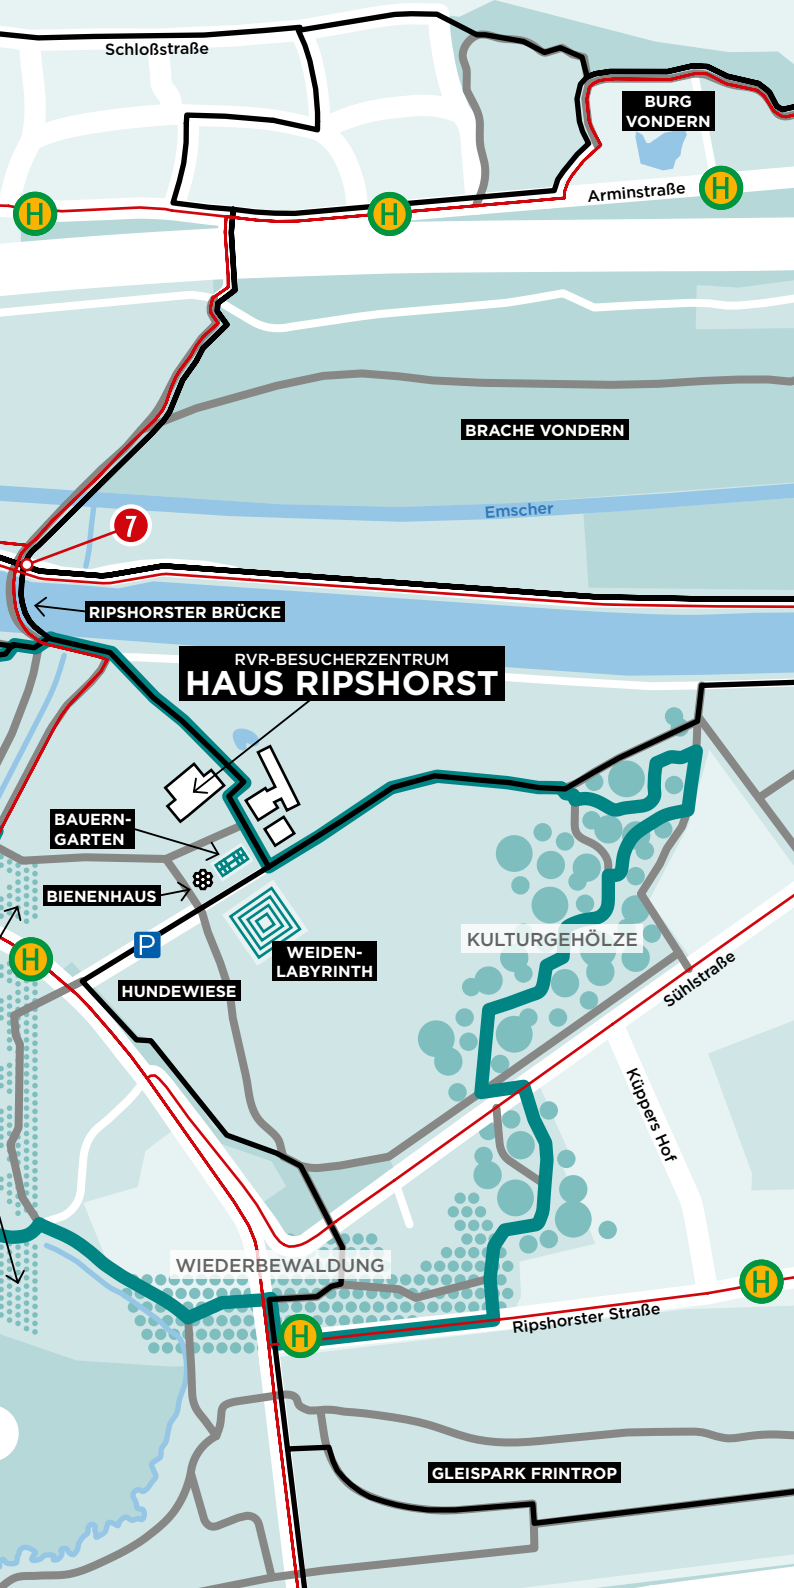 Schloßstraße
BURG
VONDERN
H
H
H
Arminstraße
BRACHE VONDERN
Emscher
7
RIPSHORSTER BRÜCKE
RVR-BESUCHERZENTRUM
HAUS RIPSHORST
BAUERN-
GARTEN
BIENENHAUS
P
H
HUNDEWIESE
WEIDEN-
LABYRINTH
KULTURGEHÖLZE
Sühlstraße
Küppers Hof
WIEDERBEWALDUNG
H
H
Ripshorster Straße
GLEISPARK FRINTROP